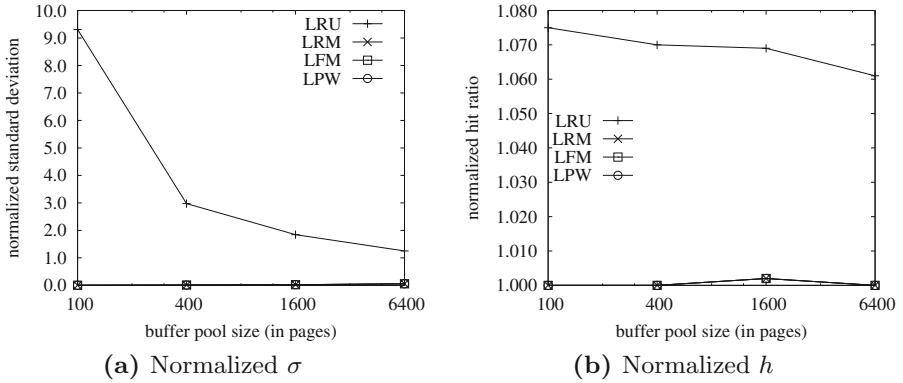 10.0
9.0
8.0
7.0
6.0
5.0
4.0
3.0
2.0
1.0
0.0
normalized standard deviation
LRU
LRM
LFM
LPW
100 400 1600 6400
buffer pool size (in pages)
(a) Normalized σ
1.080
1.070
1.060
1.050
1.040
1.030
1.020
1.010
1.000
normalized hit ratio
LRU
LRM
LFM
LPW
100 400 1600 6400
buffer pool size (in pages)
(b) Normalized h